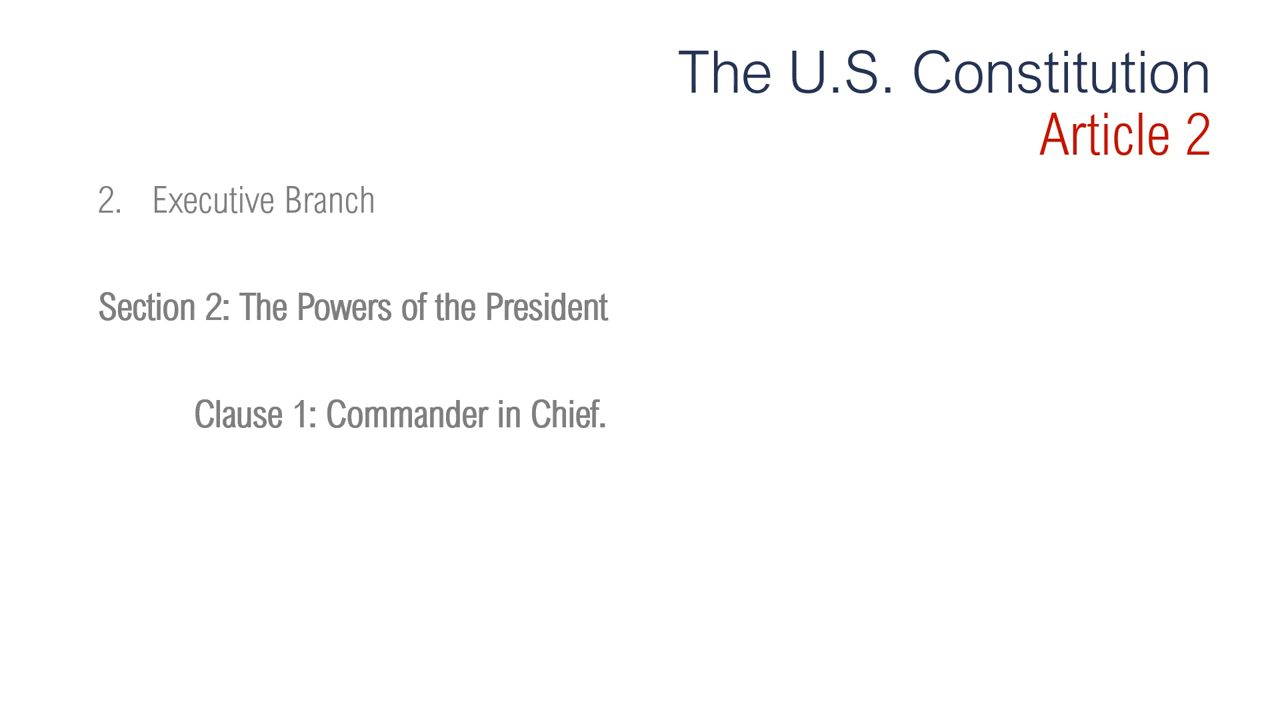 The U.S. Constitution
Article 2
2. Executive Branch
Section 2: The Powers of the President
Clause 1: Commander in Chief.